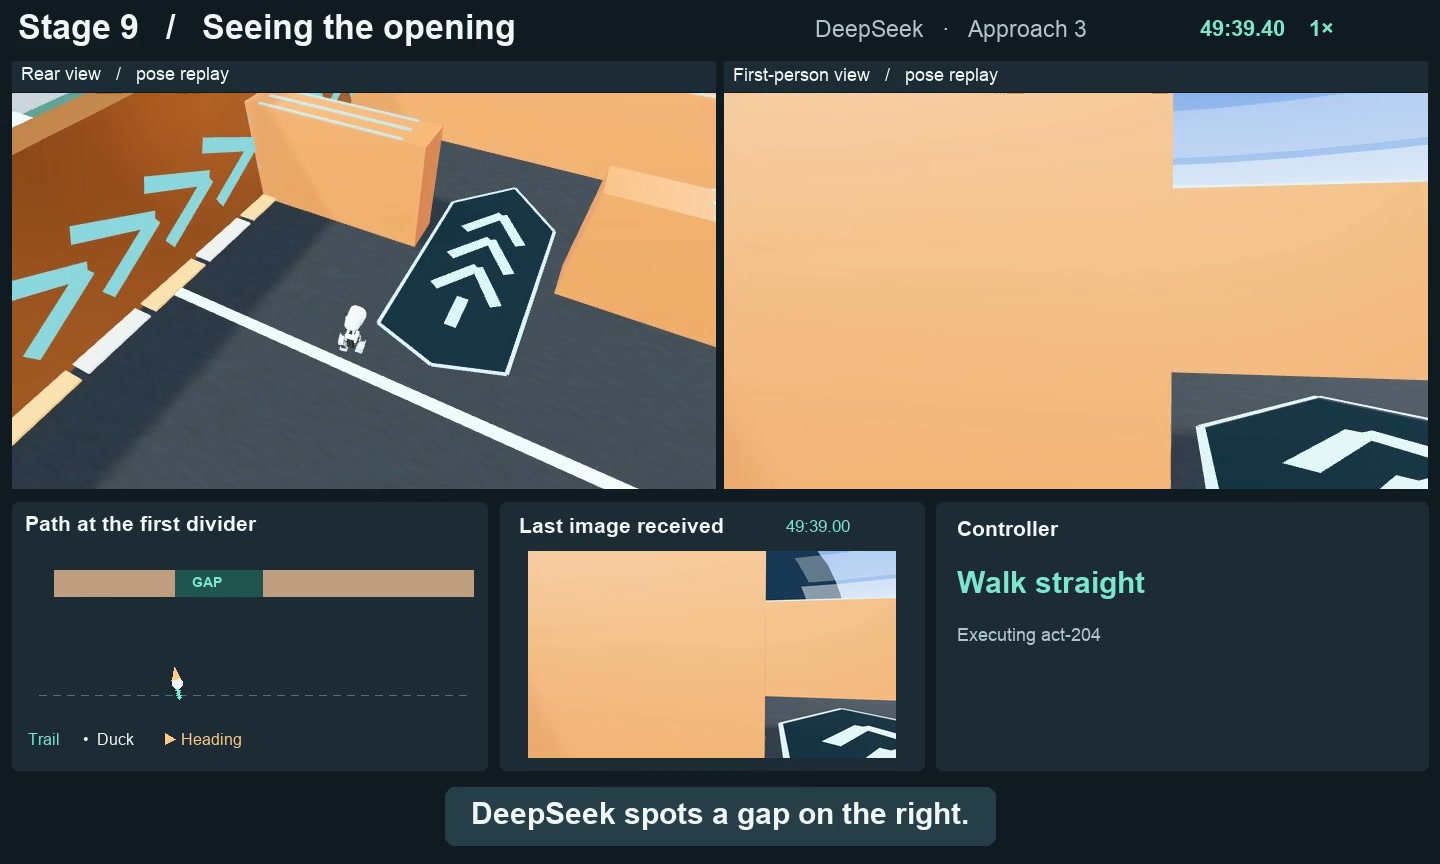 Stage 9 / Seeing the opening
DeepSeek · Approach 3
49:39.40 1×
Rear view / pose replay
First-person view / pose replay
Path at the first divider
GAP
Trail • Duck Heading
Last image received 49:39.00
Controller
Walk straight
Executing act-204
DeepSeek spots a gap on the right.